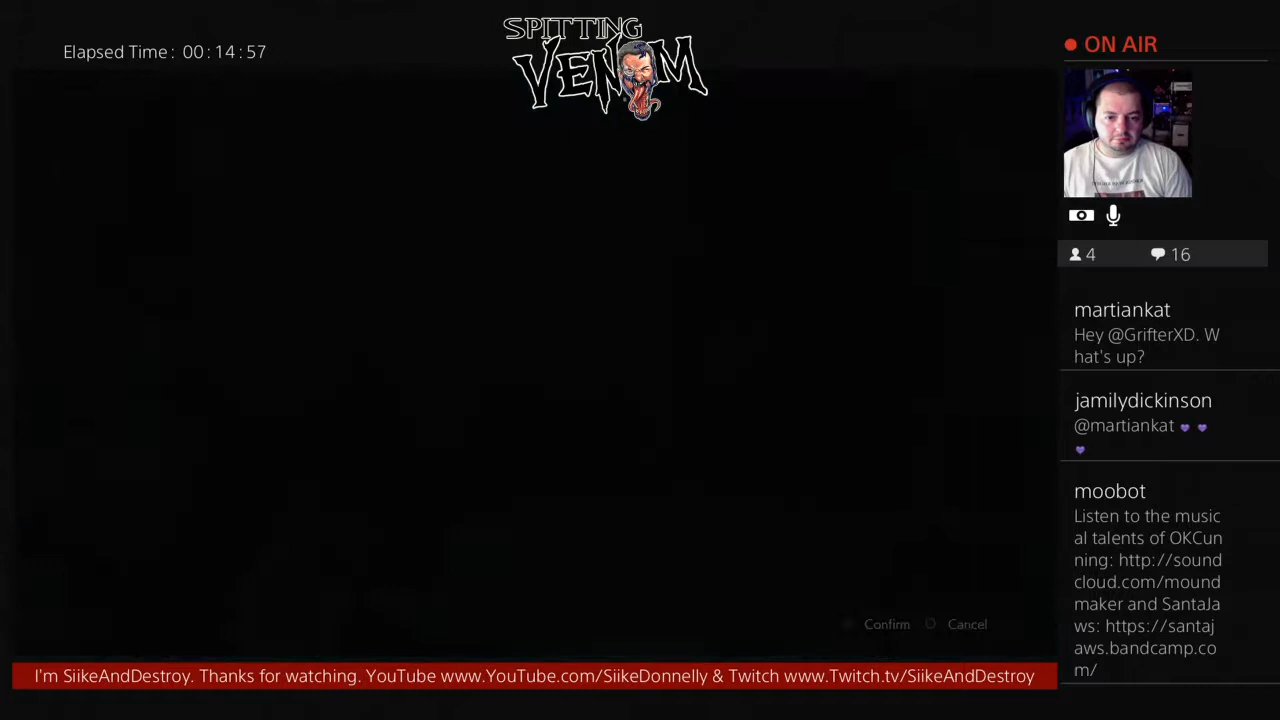 Elapsed Time: 00:14:57
SPITTING
VENOM
ON AIR
4 16
martiankat
Hey @GrifterXD. W
hat's up?
jamilydickinson
@martiankat 💜 💜
💜
moobot
Listen to the music
al talents of OKCun
ning: http://sound
cloud.com/mound
maker and SantaJa
ws: https://santaj
aws.bandcamp.co
m/
Confirm Cancel
I'm SiikeAndDestroy. Thanks for watching. YouTube www.YouTube.com/SiikeDonnelly & Twitch www.Twitch.tv/SiikeAndDestroy